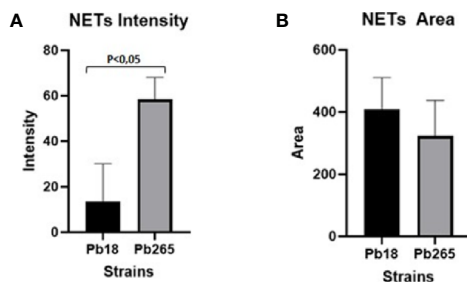 A
NETs Intensity
P<0,05
Intensity
80
60
40
20
0
Pb18 Pb265
Strains
B
NETs Area
Area
600
400
200
0
Pb18 Pb265
Strains